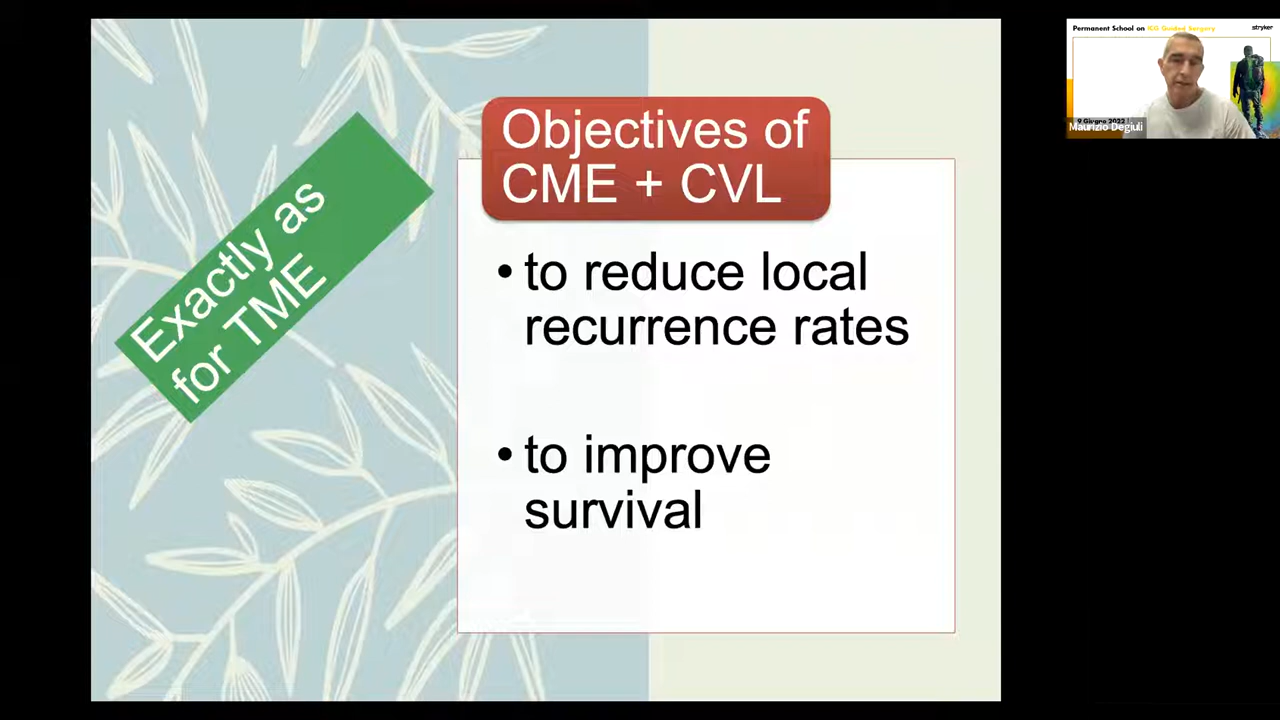 Exactly as
for TME
Objectives of
CME + CVL
• to reduce local
recurrence rates
• to improve
survival
Permanent School on ICG Guided Surgery
stryker
9 Giugno 2022
Maurizio Degiuli